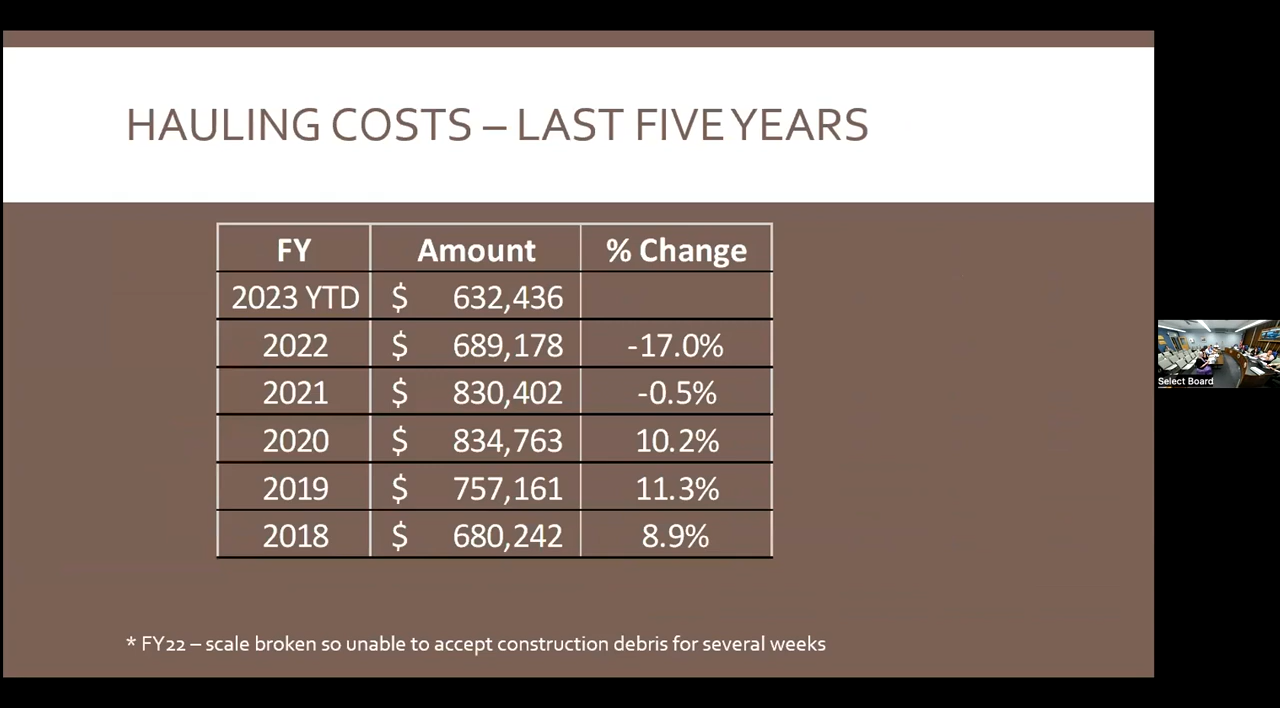 HAULING COSTS – LAST FIVE YEARS
FY Amount % Change
2023 YTD $ 632,436
2022 $ 689,178 -17.0%
2021 $ 830,402 -0.5%
2020 $ 834,763 10.2%
2019 $ 757,161 11.3%
2018 $ 680,242 8.9%
* FY22 – scale broken so unable to accept construction debris for several weeks
Select Board